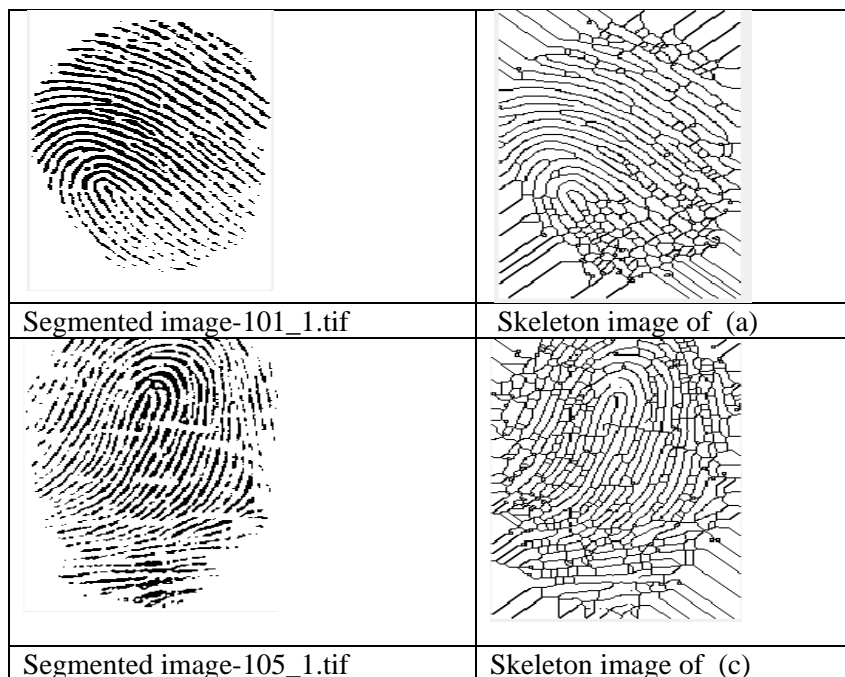 Segmented image-101_1.tif
Skeleton image of (a)
Segmented image-105_1.tif
Skeleton image of (c)